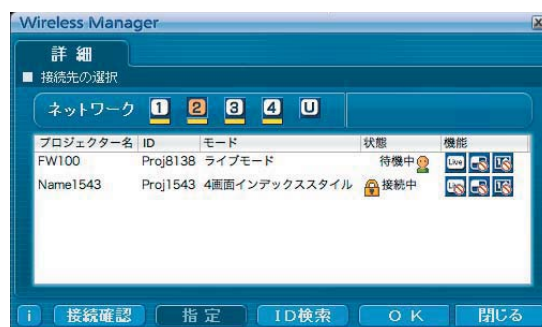 Wireless Manager
詳細
■ 接続先の選択
ネットワーク 1 2 3 4 U
プロジェクター名 ID モード 状態 機能
FW100 Proj8138 ライブモード 待機中 Live
Name1543 Proj1543 4画面インデックススタイル 接続中
i 接続確認 指定 ID検索 OK 閉じる